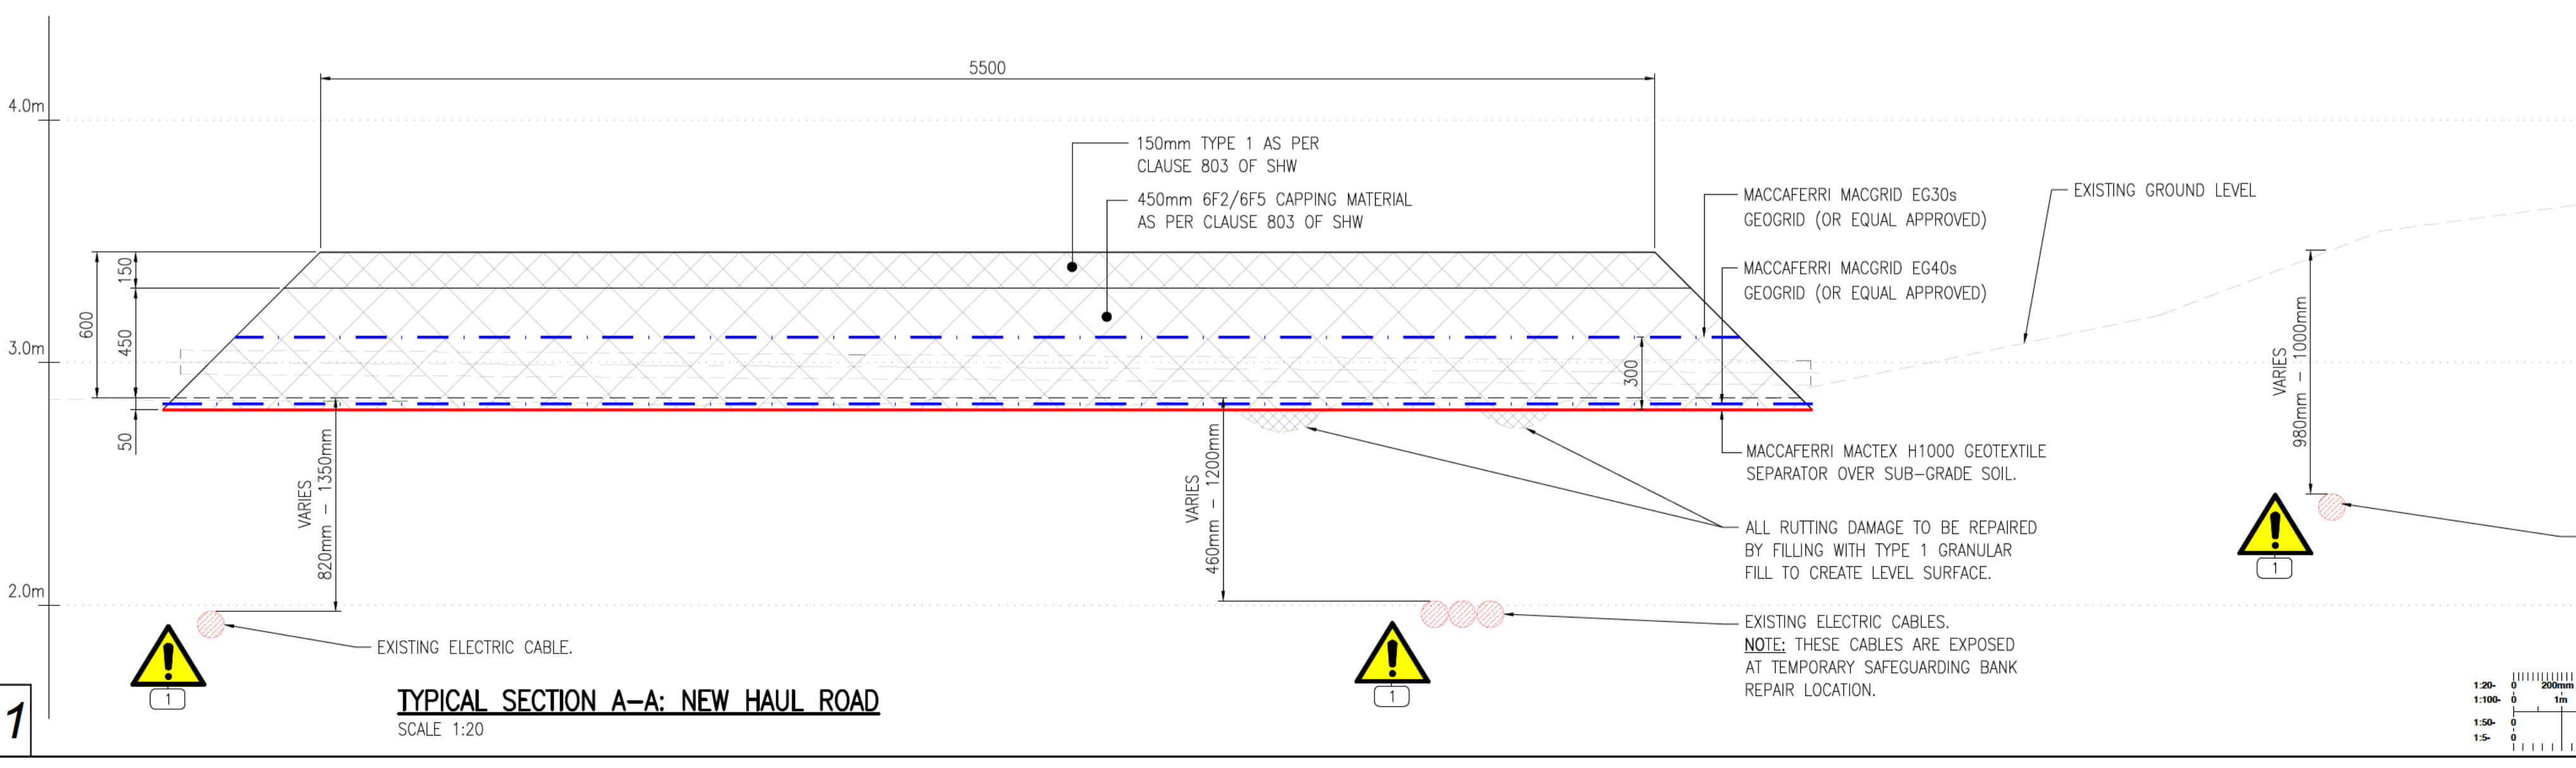 5500
4.0m
150mm TYPE 1 AS PER
CLAUSE 803 OF SHW
450mm 6F2/6F5 CAPPING MATERIAL
AS PER CLAUSE 803 OF SHW
MACCAFERRI MACGRID EG30s
GEOGRID (OR EQUAL APPROVED)
EXISTING GROUND LEVEL
MACCAFERRI MACGRID EG40s
GEOGRID (OR EQUAL APPROVED)
150
600
450
3.0m
300
50
VARIES
980mm - 1000mm
MACCAFERRI MACTEX H1000 GEOTEXTILE
SEPARATOR OVER SUB-GRADE SOIL.
VARIES
820mm - 1350mm
VARIES
460mm - 1200mm
ALL RUTTING DAMAGE TO BE REPAIRED
BY FILLING WITH TYPE 1 GRANULAR
FILL TO CREATE LEVEL SURFACE.
1
2.0m
EXISTING ELECTRIC CABLE.
EXISTING ELECTRIC CABLES.
NOTE: THESE CABLES ARE EXPOSED
AT TEMPORARY SAFEGUARDING BANK
REPAIR LOCATION.
1
1
1
TYPICAL SECTION A-A: NEW HAUL ROAD
SCALE 1:20
1:20- 0 200mm
1:100- 0 1m
1:50- 0
1:5- 0